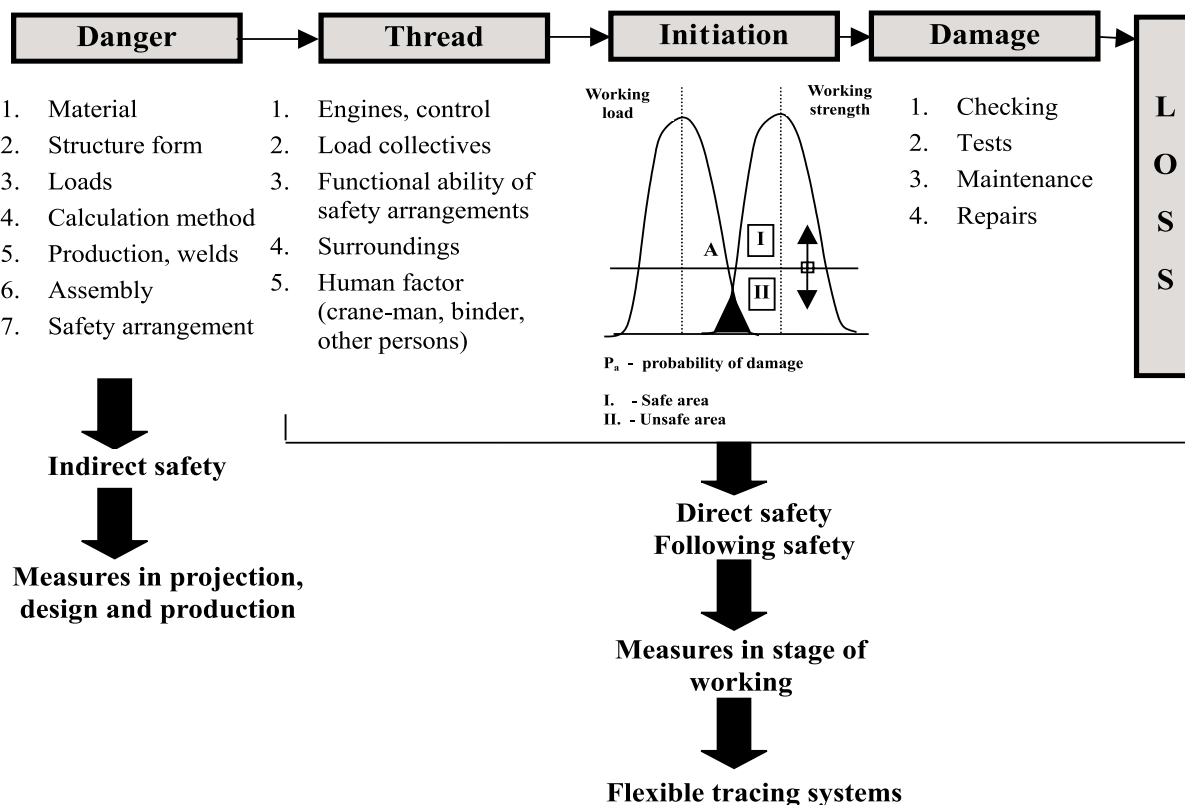 Danger
Thread
Initiation
Damage
LOSS
1. Material
2. Structure form
3. Loads
4. Calculation method
5. Production, welds
6. Assembly
7. Safety arrangement
1. Engines, control
2. Load collectives
3. Functional ability of
safety arrangements
4. Surroundings
5. Human factor
(crane-man, binder,
other persons)
Working
load
Working
strength
A
I
II
Pₐ - probability of damage
I. - Safe area
II. - Unsafe area
1. Checking
2. Tests
3. Maintenance
4. Repairs
Indirect safety
Measures in projection,
design and production
Direct safety
Following safety
Measures in stage of
working
Flexible tracing systems